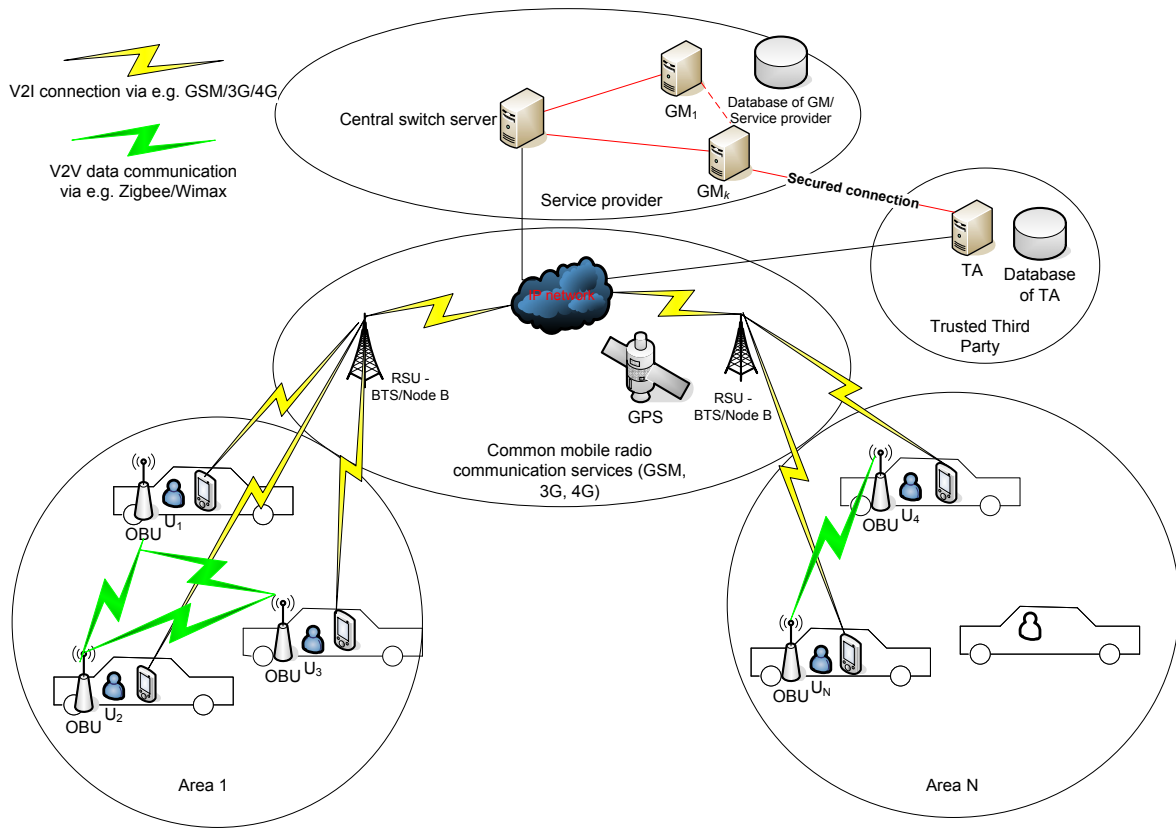 V2I connection via e.g. GSM/3G/4G
V2V data communication
via e.g. Zigbee/Wimax
Central switch server
GM1
Database of GM/
Service provider
GMk
Service provider
Secured connection
TA
Database
of TA
Trusted Third
Party
IP network
RSU -
BTS/Node B
GPS
RSU -
BTS/Node B
Common mobile radio
communication services (GSM,
3G, 4G)
OBU
U1
OBU
U2
OBU
U3
Area 1
OBU
U4
OBU
UN
Area N